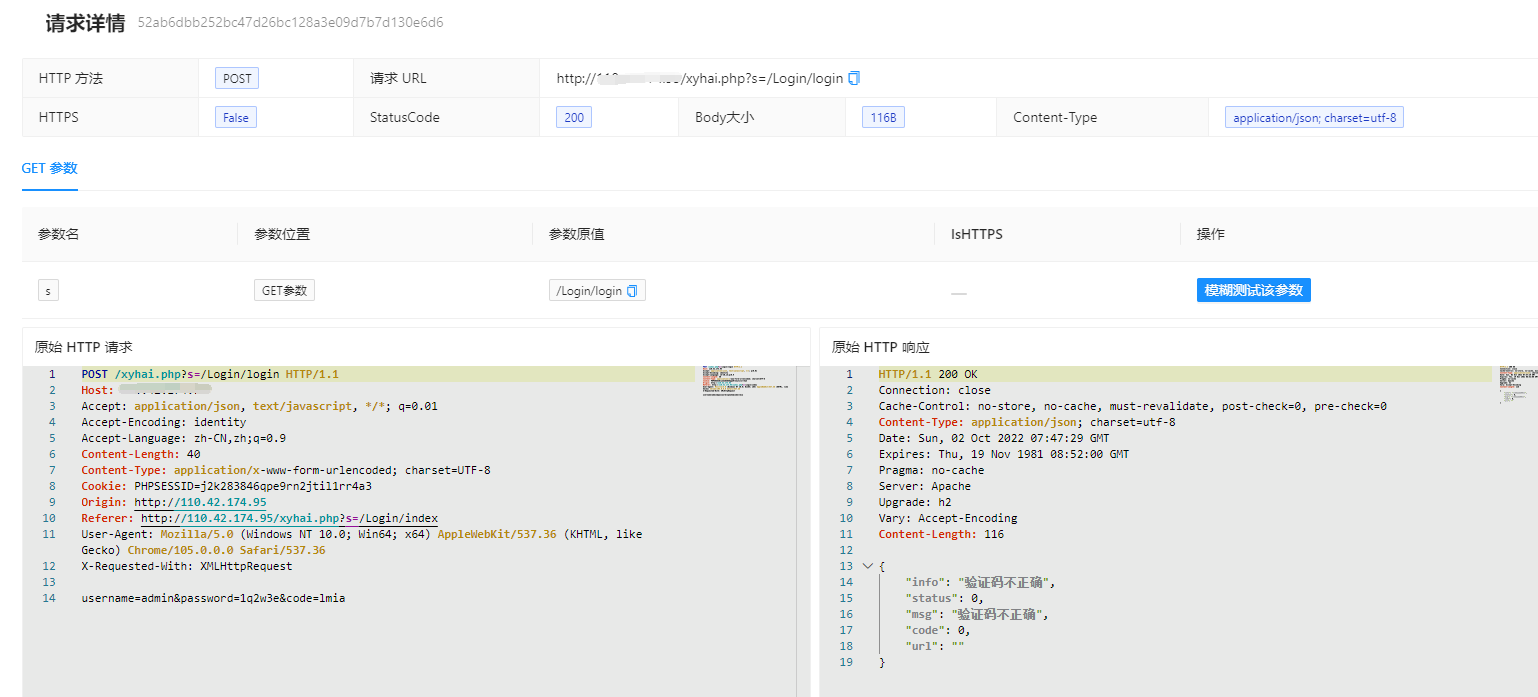 请求详情 52ab6dbb252bc47d26bc128a3e09d7b7d130e6d6
HTTP 方法 POST 请求 URL http:// /xyhai.php?s=/Login/login
HTTPS False StatusCode 200 Body大小 116B Content-Type application/json; charset=utf-8
GET 参数
参数名 参数位置 参数原值 IsHTTPS 操作
s GET参数 /Login/login __ 模糊测试该参数
原始 HTTP 请求
1 POST /xyhai.php?s=/Login/login HTTP/1.1
2 Host:
3 Accept: application/json, text/javascript, */*; q=0.01
4 Accept-Encoding: identity
5 Accept-Language: zh-CN,zh;q=0.9
6 Content-Length: 40
7 Content-Type: application/x-www-form-urlencoded; charset=UTF-8
8 Cookie: PHPSESSID=j2k283846qpe9rn2jtil1rr4a3
9 Origin: http://110.42.174.95
10 Referer: http://110.42.174.95/xyhai.php?s=/Login/index
11 User-Agent: Mozilla/5.0 (Windows NT 10.0; Win64; x64) AppleWebKit/537.36 (KHTML, like
Gecko) Chrome/105.0.0.0 Safari/537.36
12 X-Requested-With: XMLHttpRequest
13
14 username=admin&password=1q2w3e&code=lmia
原始 HTTP 响应
1 HTTP/1.1 200 OK
2 Connection: close
3 Cache-Control: no-store, no-cache, must-revalidate, post-check=0, pre-check=0
4 Content-Type: application/json; charset=utf-8
5 Date: Sun, 02 Oct 2022 07:47:29 GMT
6 Expires: Thu, 19 Nov 1981 08:52:00 GMT
7 Pragma: no-cache
8 Server: Apache
9 Upgrade: h2
10 Vary: Accept-Encoding
11 Content-Length: 116
12
13 {
14 "info": "验证码不正确",
15 "status": 0,
16 "msg": "验证码不正确",
17 "code": 0,
18 "url": ""
19 }